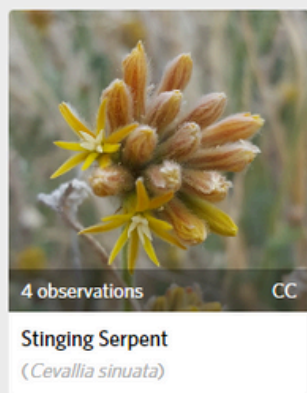 4 observations CC
Stinging Serpent
(Cevallia sinuata)